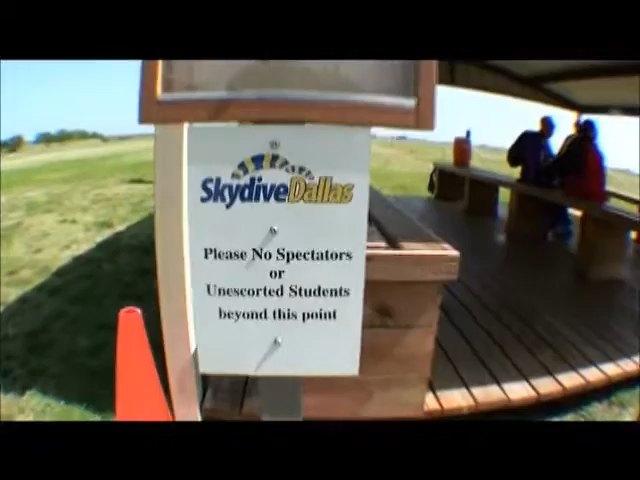 SkydiveDallas
Please No Spectators
or
Unescorted Students
beyond this point